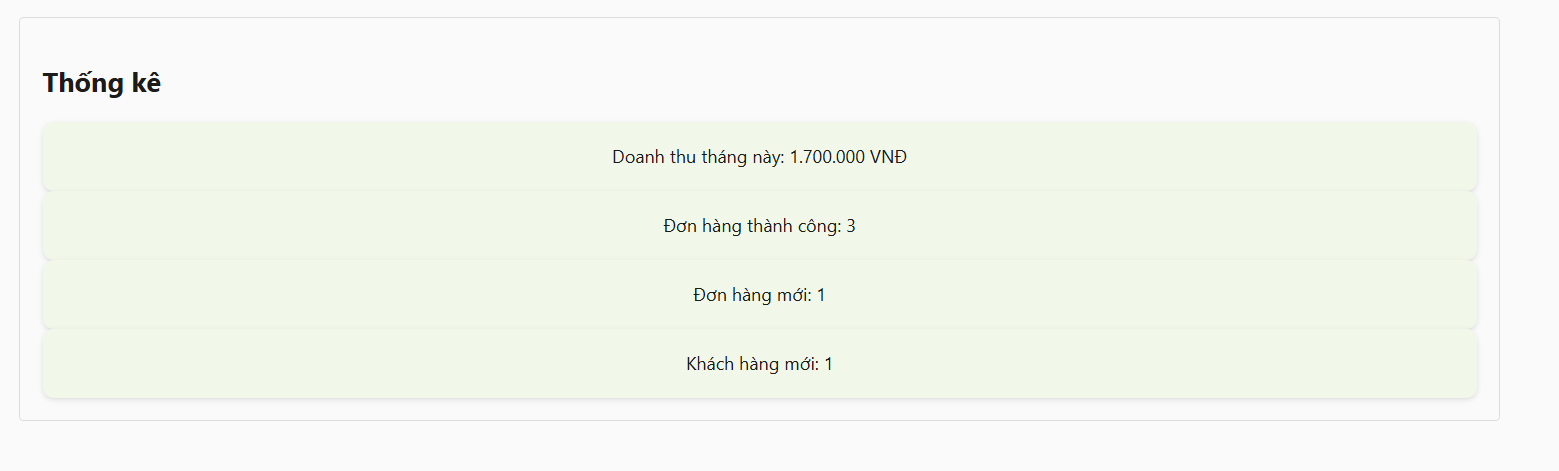 Thống kê
Doanh thu tháng này: 1.700.000 VNĐ
Đơn hàng thành công: 3
Đơn hàng mới: 1
Khách hàng mới: 1